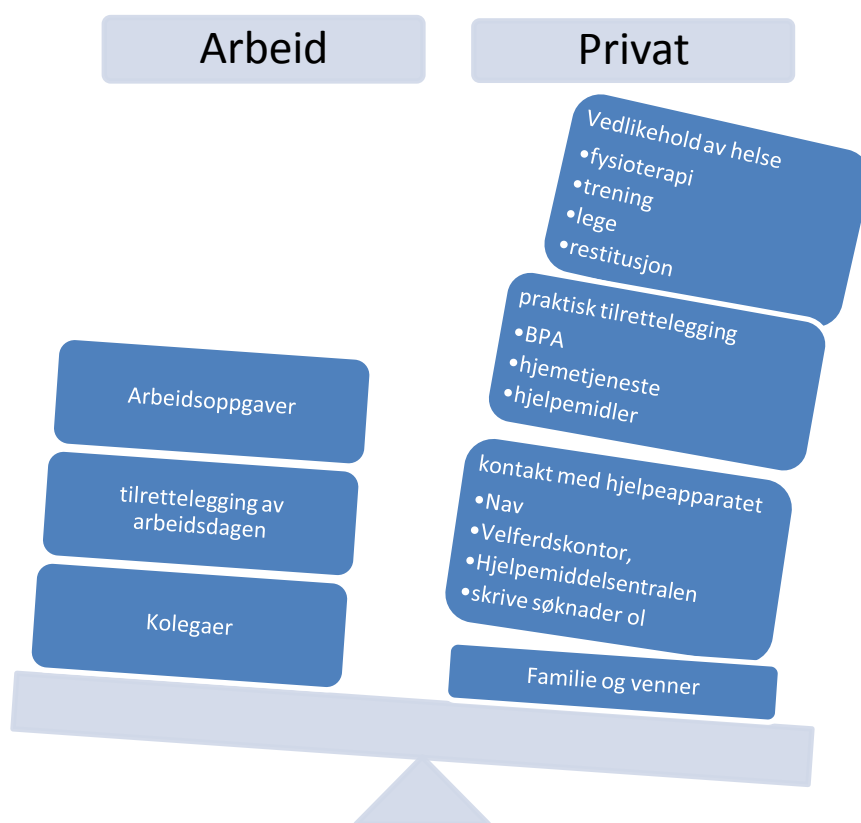 Arbeid
Arbeidsoppgaver
tilrettelegging av
arbeidsdagen
Kolegaer
Privat
Vedlikehold av helse
•fysioterapi
•trening
•lege
•restitusjon
praktisk tilrettelegging
•BPA
•hjemetjeneste
•hjelpemidler
kontakt med hjelpeapparatet
•Nav
•Velferdskontor,
•Hjelpemiddelsentralen
•skrive søknader ol
Familie og venner